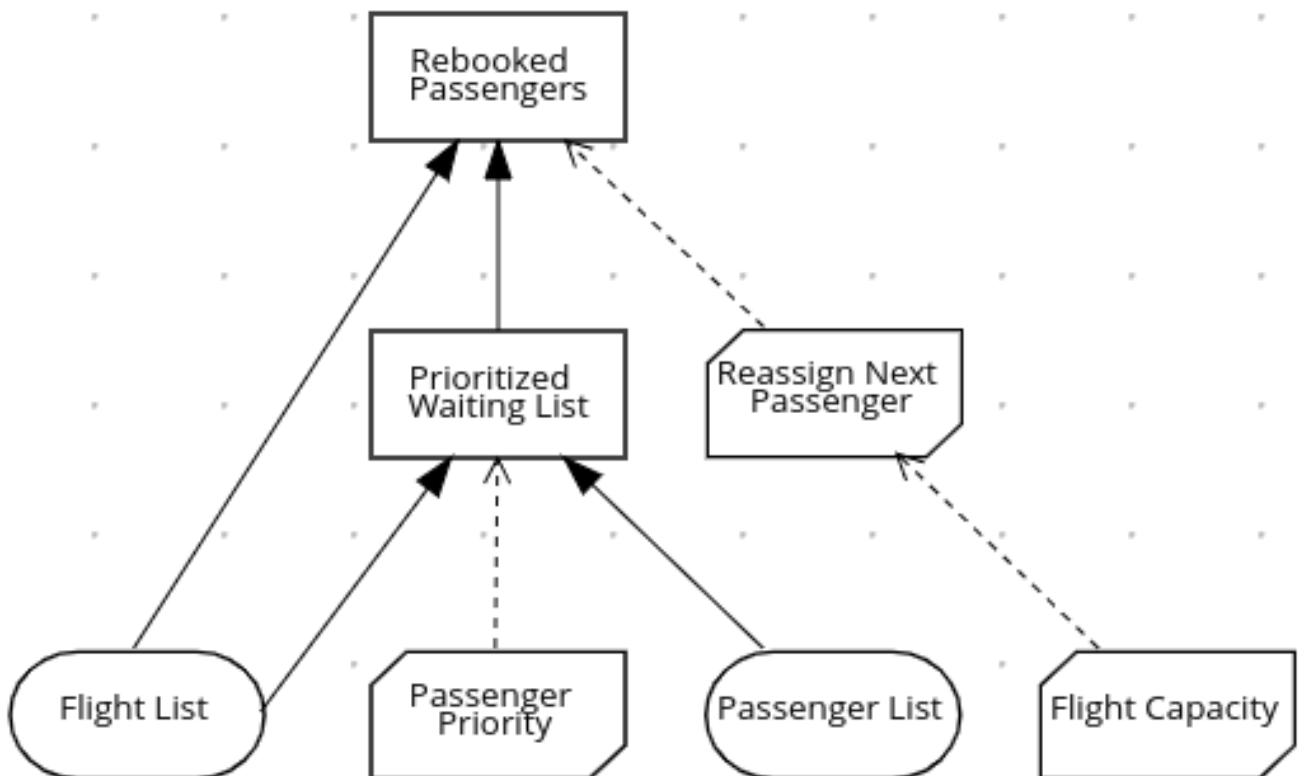 Rebooked
Passengers
Prioritized
Waiting List
Reassign Next
Passenger
Flight List
Passenger
Priority
Passenger List
Flight Capacity